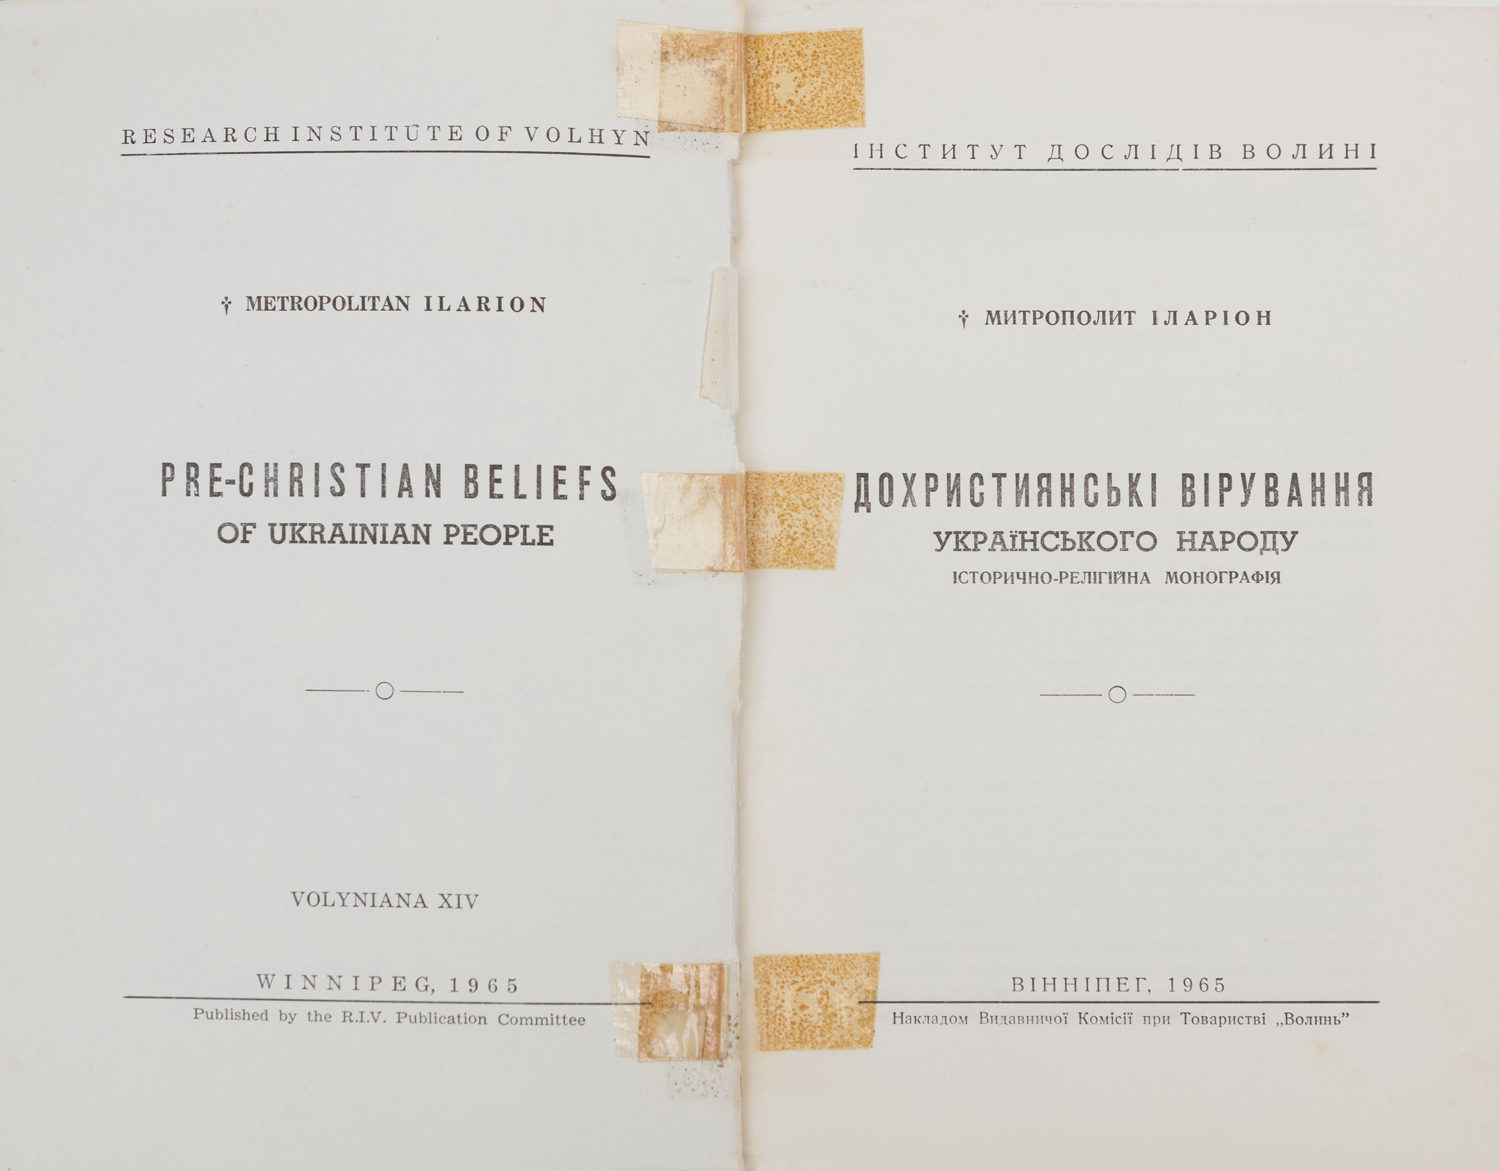 RESEARCH INSTITUTE OF VOLHYN
† METROPOLITAN ILARION
PRE-CHRISTIAN BELIEFS
OF UKRAINIAN PEOPLE
VOLYNIANA XIV
WINNIPEG, 1965
Published by the R.I.V. Publication Committee
ІНСТИТУТ ДОСЛІДІВ ВОЛИНІ
† МИТРОПОЛИТ ІЛАРІОН
ДОХРИСТИЯНСЬКІ ВІРУВАННЯ
УКРАЇНСЬКОГО НАРОДУ
ІСТОРИЧНО-РЕЛІГІЙНА МОНОГРАФІЯ
ВІННІПЕҐ, 1965
Накладом Видавничої Комісії при Товаристві „Волинь”